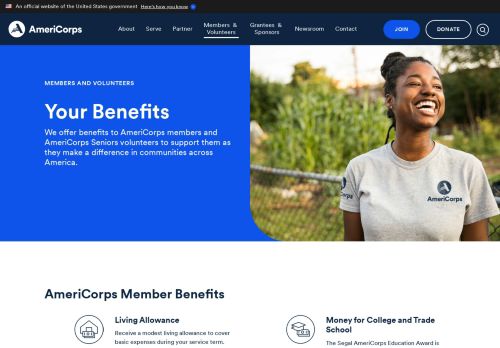 An official website of the United States government Here's how you know
AmeriCorps
About Serve Partner Members & Volunteers Grantees & Sponsors Newsroom Contact
JOIN
DONATE
MEMBERS AND VOLUNTEERS
Your Benefits
We offer benefits to AmeriCorps members and
AmeriCorps Seniors volunteers to support them as
they make a difference in communities across
America.
AmeriCorps
AmeriCorps Member Benefits
Living Allowance
Receive a modest living allowance to cover
basic expenses during your service term.
Money for College and Trade
School
The Segal AmeriCorps Education Award is